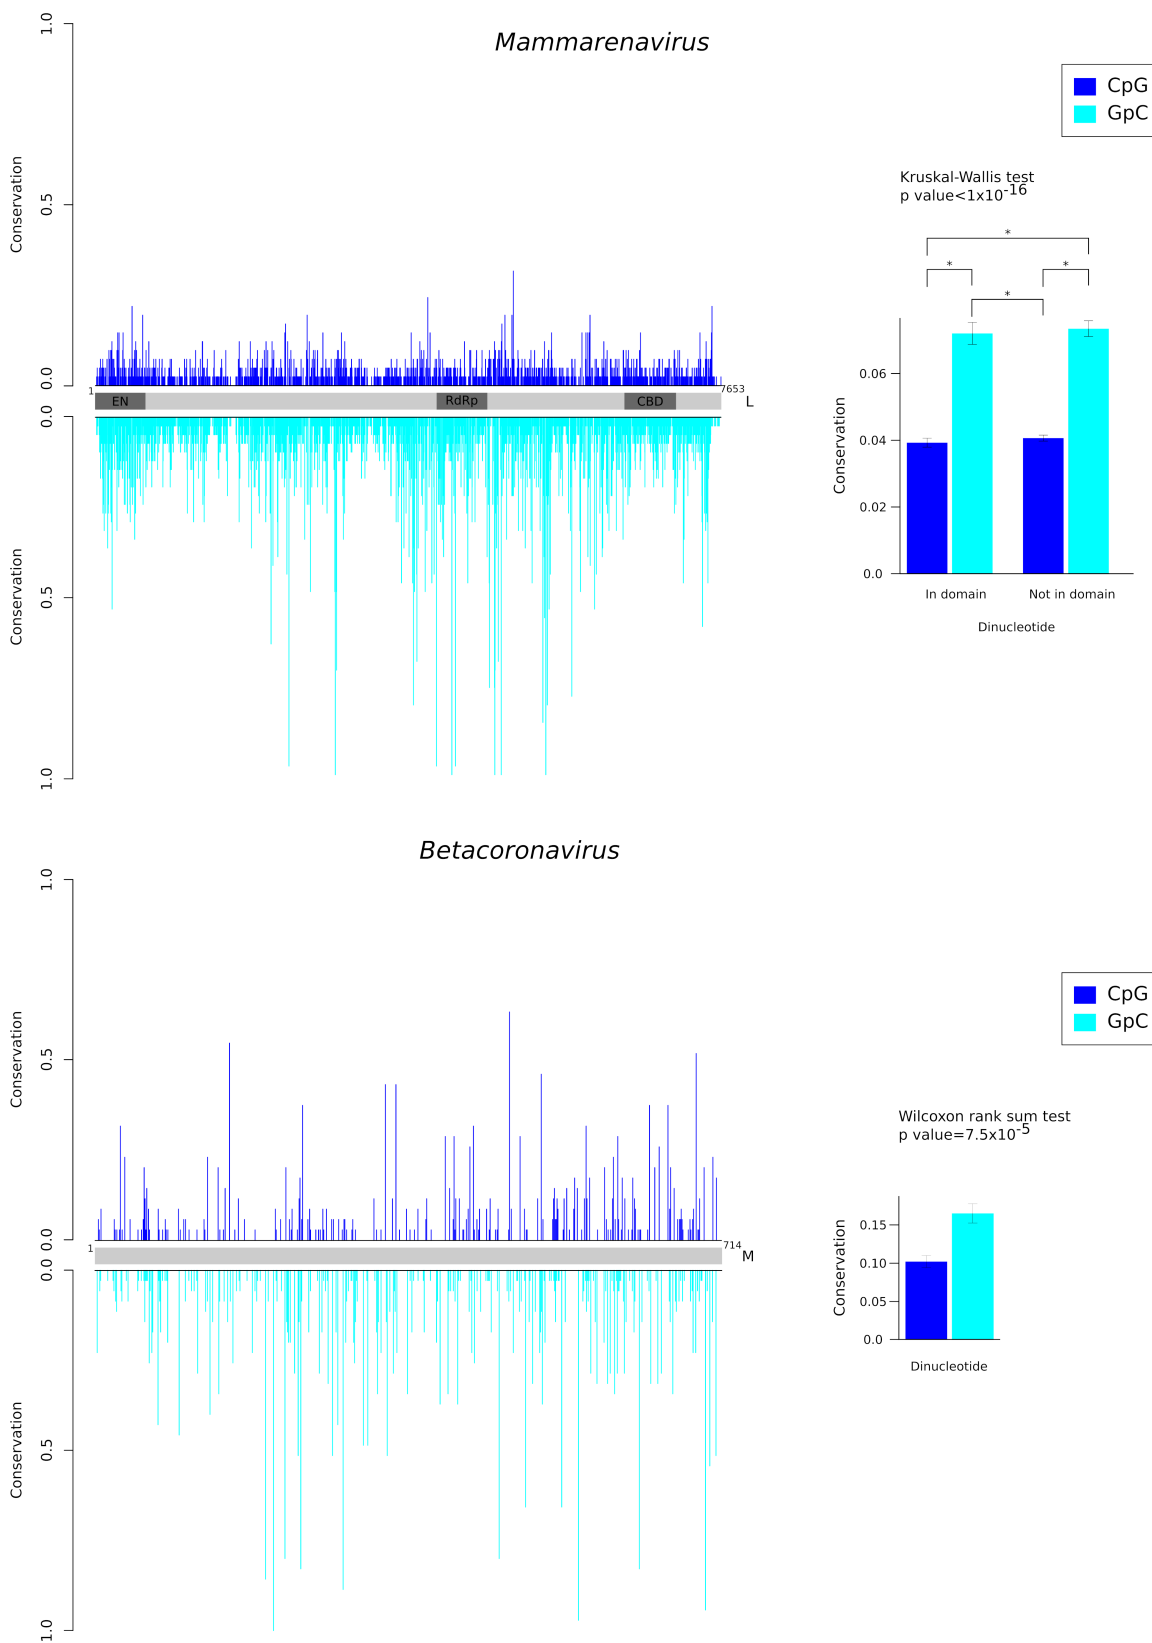 Mammarenavirus
1.0
0.5
0.0
Conservation
CpG
GpC
Kruskal-Wallis test
p value<1x10-16
*
* *
*
1 7653
EN RdRp CBD L
0.0
0.5
1.0
Conservation
0.06
0.04
0.02
0.0
Conservation
In domain Not in domain
Dinucleotide
Betacoronavirus
1.0
0.5
0.0
Conservation
CpG
GpC
Wilcoxon rank sum test
p value=7.5x10-5
1 714
M
0.0
0.5
1.0
Conservation
0.15
0.10
0.05
0.0
Conservation
Dinucleotide